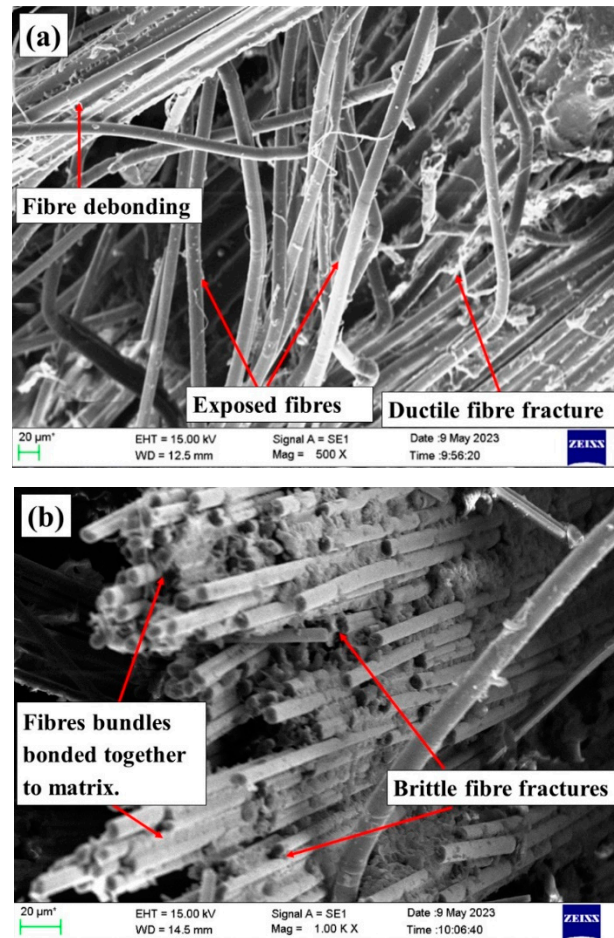 (a)
Fibre debonding
Exposed fibres
Ductile fibre fracture
20 µm*
EHT = 15.00 kV
Signal A = SE1
Date :9 May 2023
WD = 12.5 mm
Mag = 500 X
Time :9:56:20
ZEISS
(b)
Fibres bundles
bonded together
to matrix.
Brittle fibre fractures
20 µm*
EHT = 15.00 kV
Signal A = SE1
Date :9 May 2023
WD = 14.5 mm
Mag = 1.00 K X
Time :10:06:40
ZEISS